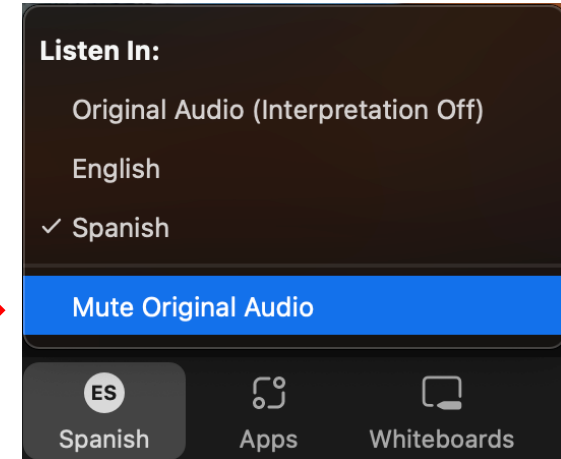 Listen In:
Original Audio (Interpretation Off)
English
✓ Spanish
Mute Original Audio
ES
Spanish Apps Whiteboards